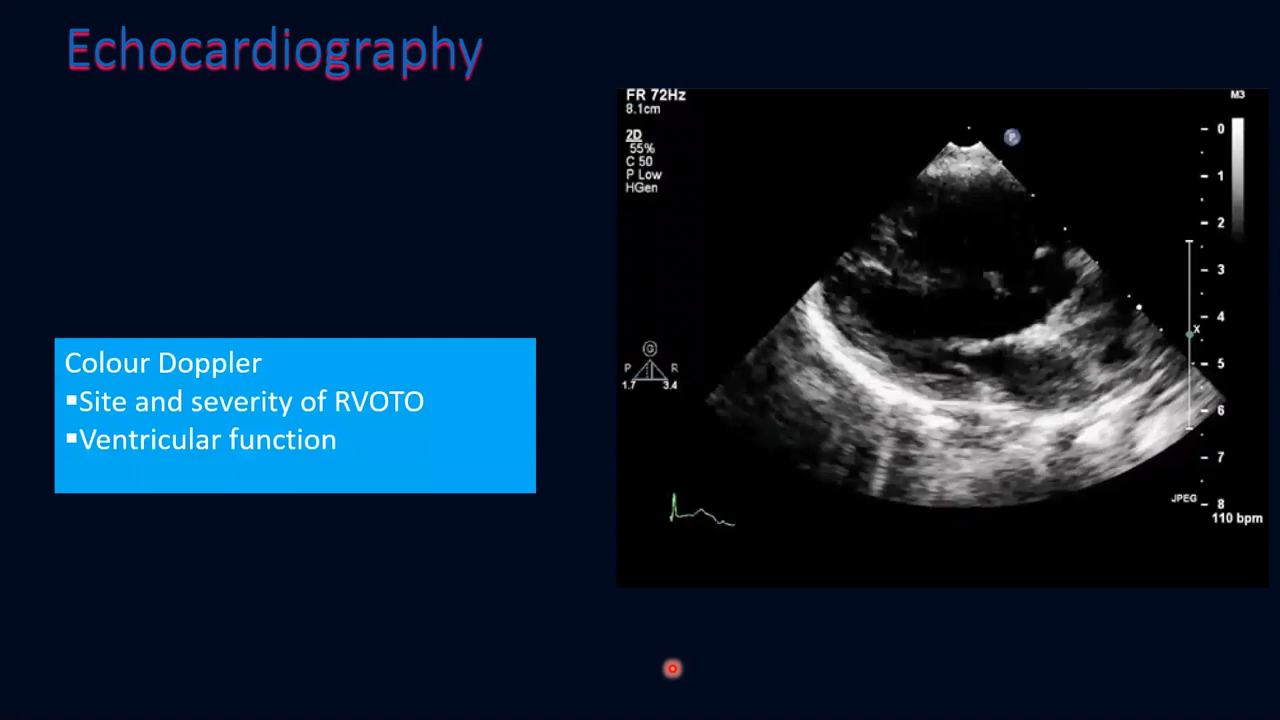 Echocardiography
FR 72Hz
8.1cm
2D
55%
C 50
P Low
HGen
M3
P
0
1
2
3
4
X
5
6
7
8
G
P R
1.7 3.4
Colour Doppler
▪Site and severity of RVOTO
▪Ventricular function
JPEG
110 bpm